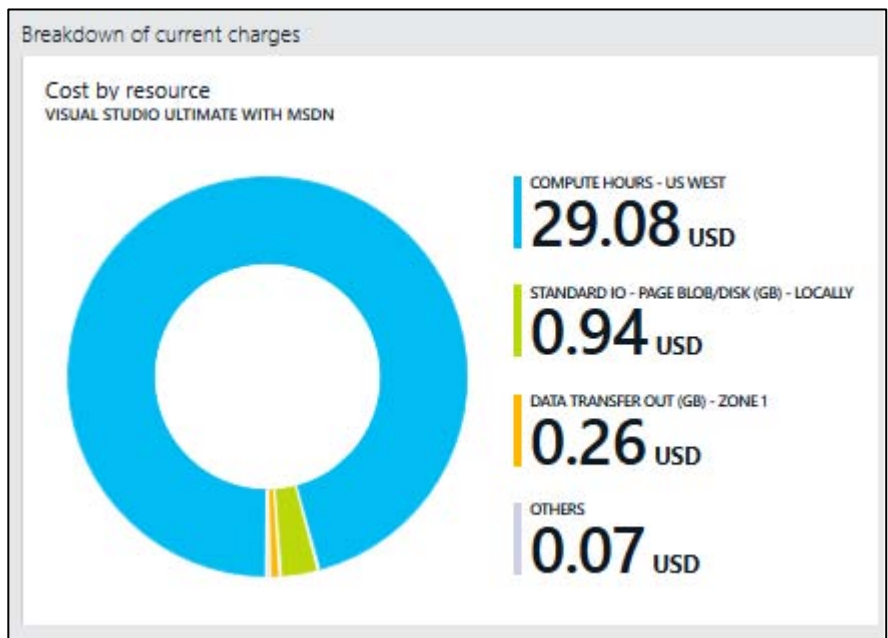 Breakdown of current charges
Cost by resource
VISUAL STUDIO ULTIMATE WITH MSDN
COMPUTE HOURS - US WEST
29.08 USD
STANDARD IO - PAGE BLOB/DISK (GB) - LOCALLY
0.94 USD
DATA TRANSFER OUT (GB) - ZONE 1
0.26 USD
OTHERS
0.07 USD